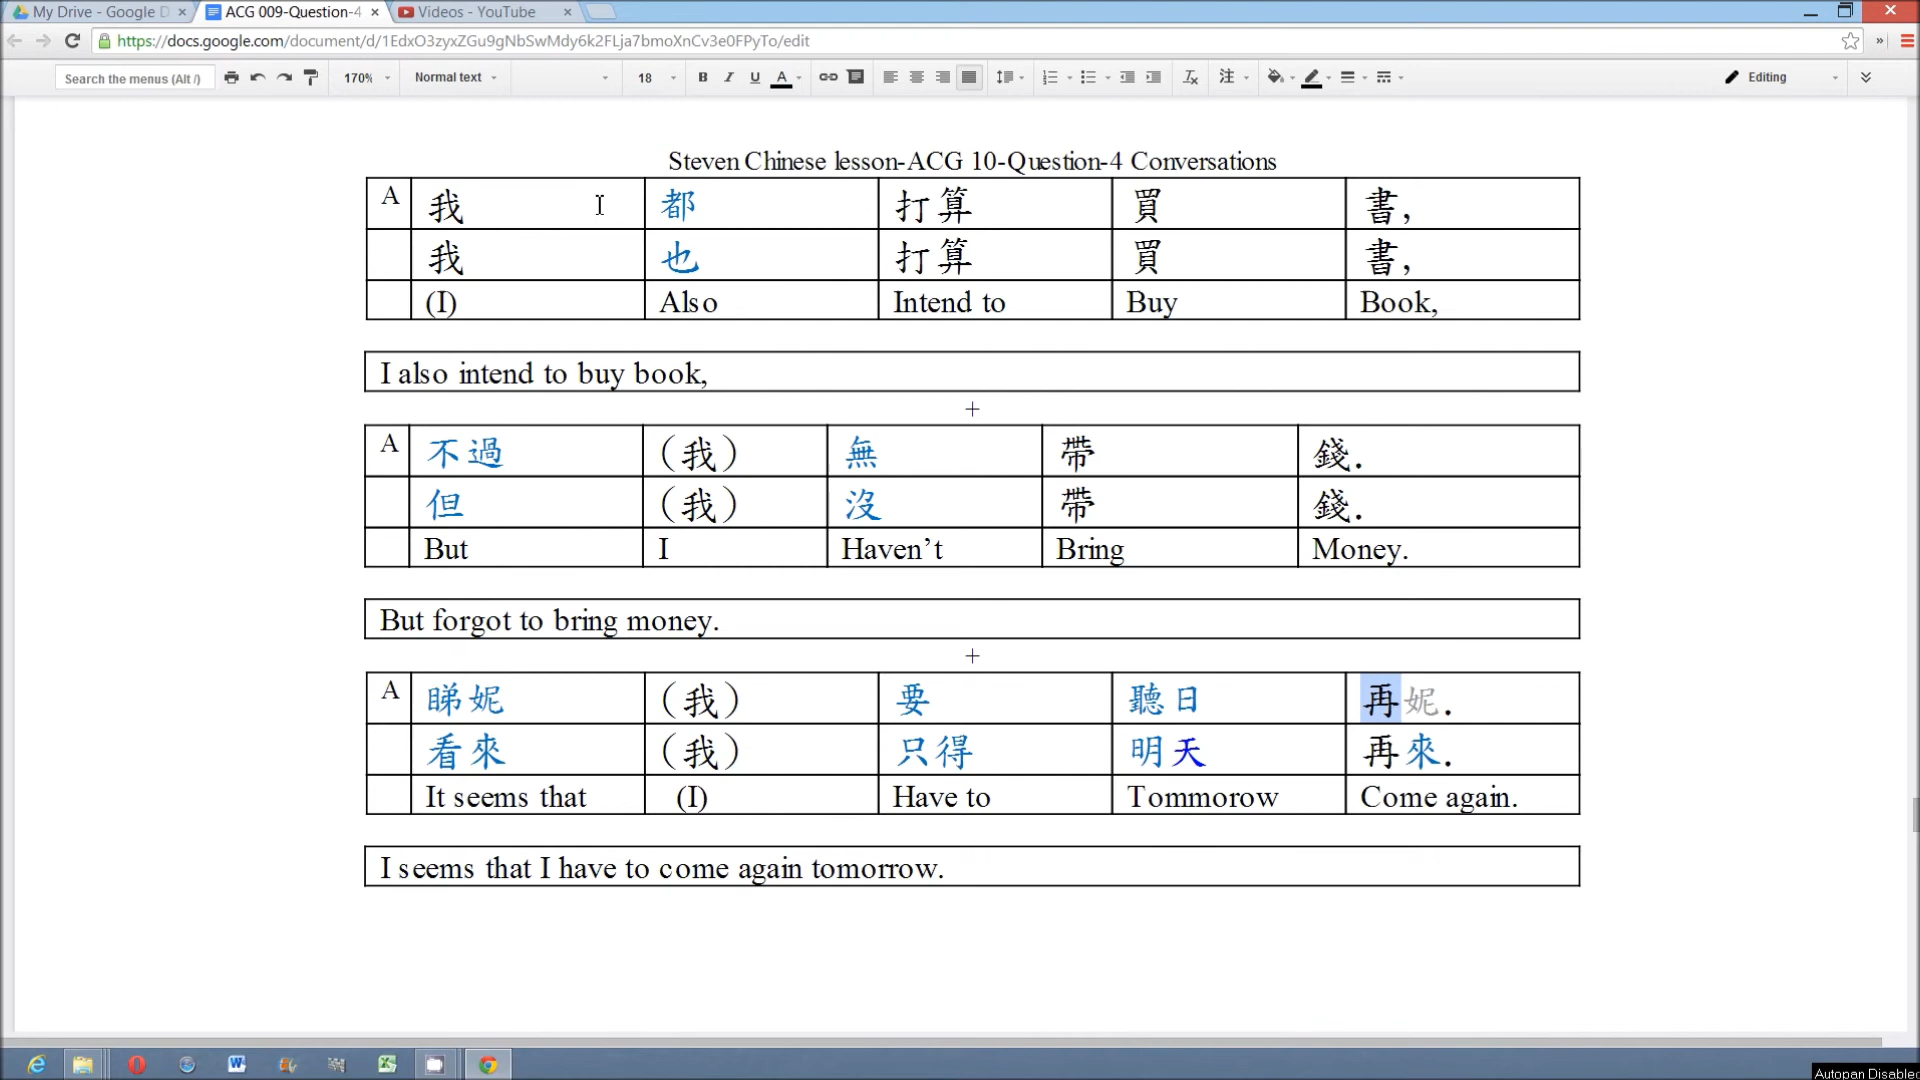 My Drive - Google D
ACG 009-Question-4
Videos - YouTube
https://docs.google.com/document/d/1EdxO3zyxZGu9gNbSwMdy6k2FLja7bmoXnCv3e0FPyTo/edit
Search the menus (Alt /)
170%
Normal text
18
B I U A
注
Editing
Steven Chinese lesson-ACG 10-Question-4 Conversations
A 我 都 打算 買 書,
我 也 打算 買 書,
(I) Also Intend to Buy Book,
I also intend to buy book,
+
A 不過 (我) 無 帶 錢.
但 (我) 沒 帶 錢.
But I Haven't Bring Money.
But forgot to bring money.
+
A 睇妮 (我) 要 聽日 再妮.
看來 (我) 只得 明天 再來.
It seems that (I) Have to Tommorow Come again.
I seems that I have to come again tomorrow.
Autopan Disabled